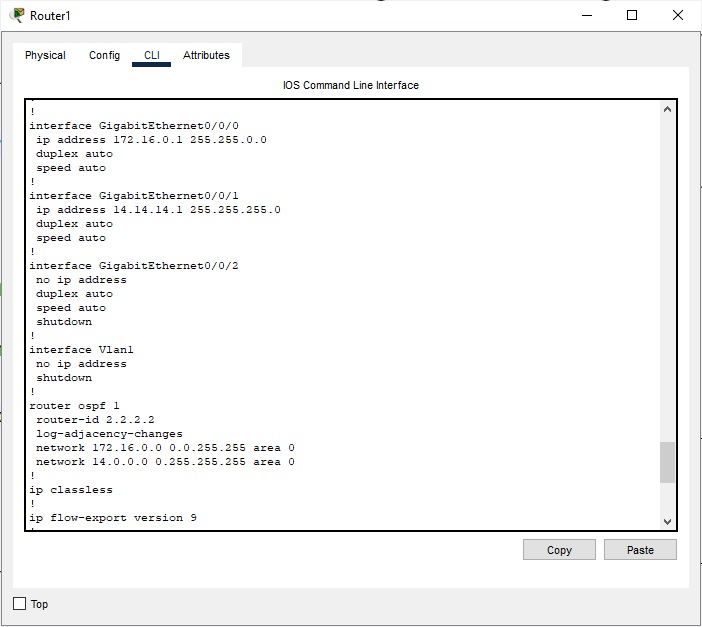 Router1
Physical Config CLI Attributes
IOS Command Line Interface
!
!
interface GigabitEthernet0/0/0
ip address 172.16.0.1 255.255.0.0
duplex auto
speed auto
!
interface GigabitEthernet0/0/1
ip address 14.14.14.1 255.255.255.0
duplex auto
speed auto
!
interface GigabitEthernet0/0/2
no ip address
duplex auto
speed auto
shutdown
!
interface Vlan1
no ip address
shutdown
!
router ospf 1
router-id 2.2.2.2
log-adjacency-changes
network 172.16.0.0 0.0.255.255 area 0
network 14.0.0.0 0.255.255.255 area 0
!
ip classless
!
ip flow-export version 9
!
Copy Paste
Top